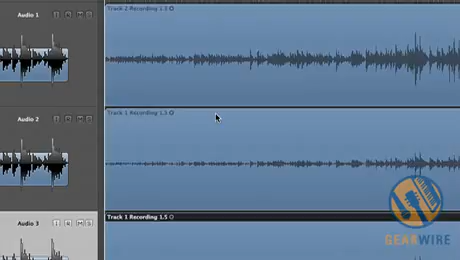 Audio 1
Track 2 Recording 1.3
Audio 2
Track 1 Recording 1.3
Audio 3
Track 1 Recording 1.5
GEARWIRE